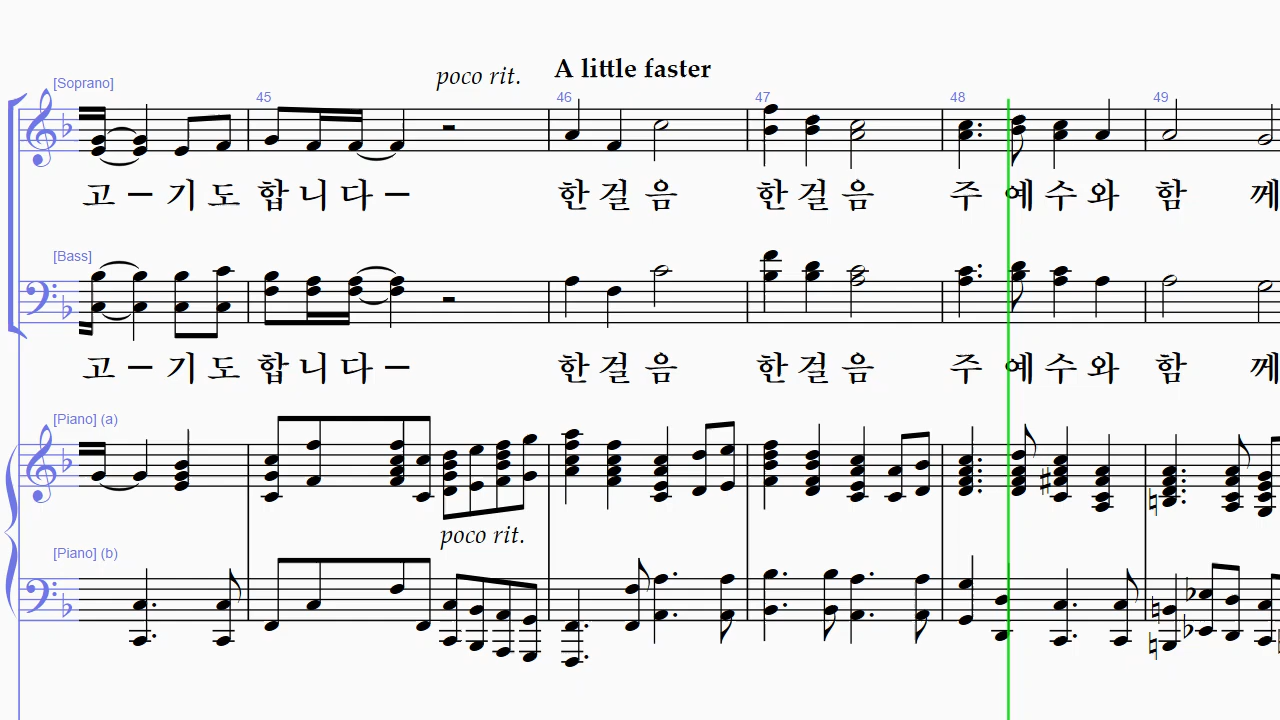 poco rit. A little faster
[Soprano]
45 46 47 48 49
고 – 기 도 합 니 다 – 한 걸 음 한 걸 음 주 예 수 와 함 께
[Bass]
고 – 기 도 합 니 다 – 한 걸 음 한 걸 음 주 예 수 와 함 께
[Piano] (a)
poco rit.
[Piano] (b)